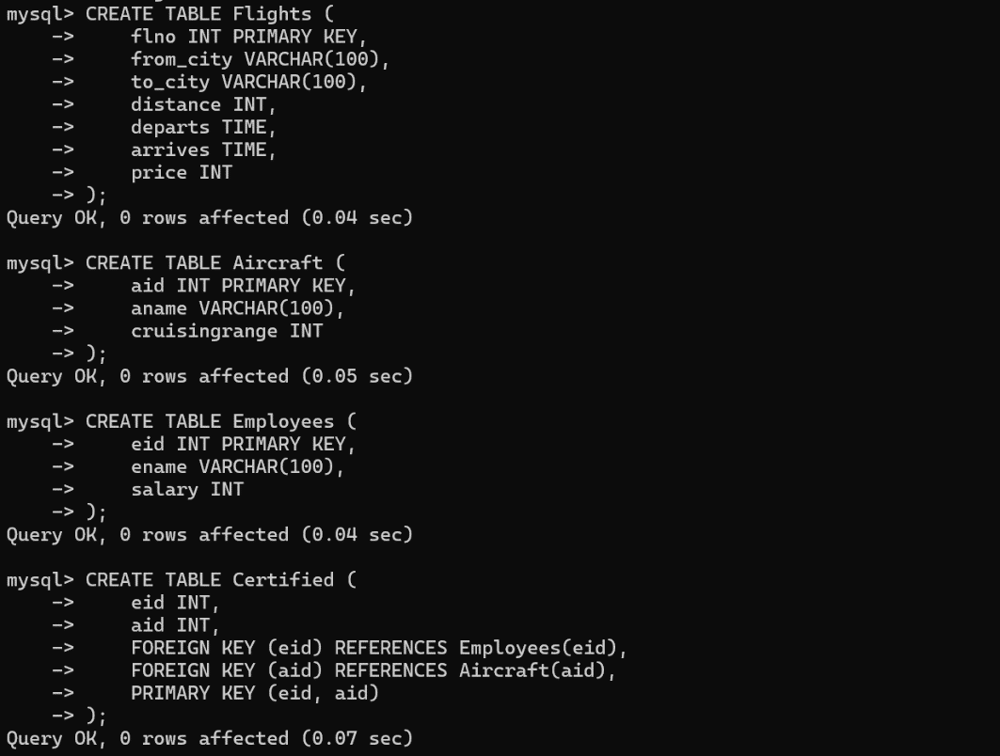 mysql> CREATE TABLE Flights (
    ->     flno INT PRIMARY KEY,
    ->     from_city VARCHAR(100),
    ->     to_city VARCHAR(100),
    ->     distance INT,
    ->     departs TIME,
    ->     arrives TIME,
    ->     price INT
    -> );
Query OK, 0 rows affected (0.04 sec)

mysql> CREATE TABLE Aircraft (
    ->     aid INT PRIMARY KEY,
    ->     aname VARCHAR(100),
    ->     cruisingrange INT
    -> );
Query OK, 0 rows affected (0.05 sec)

mysql> CREATE TABLE Employees (
    ->     eid INT PRIMARY KEY,
    ->     ename VARCHAR(100),
    ->     salary INT
    -> );
Query OK, 0 rows affected (0.04 sec)

mysql> CREATE TABLE Certified (
    ->     eid INT,
    ->     aid INT,
    ->     FOREIGN KEY (eid) REFERENCES Employees(eid),
    ->     FOREIGN KEY (aid) REFERENCES Aircraft(aid),
    ->     PRIMARY KEY (eid, aid)
    -> );
Query OK, 0 rows affected (0.07 sec)